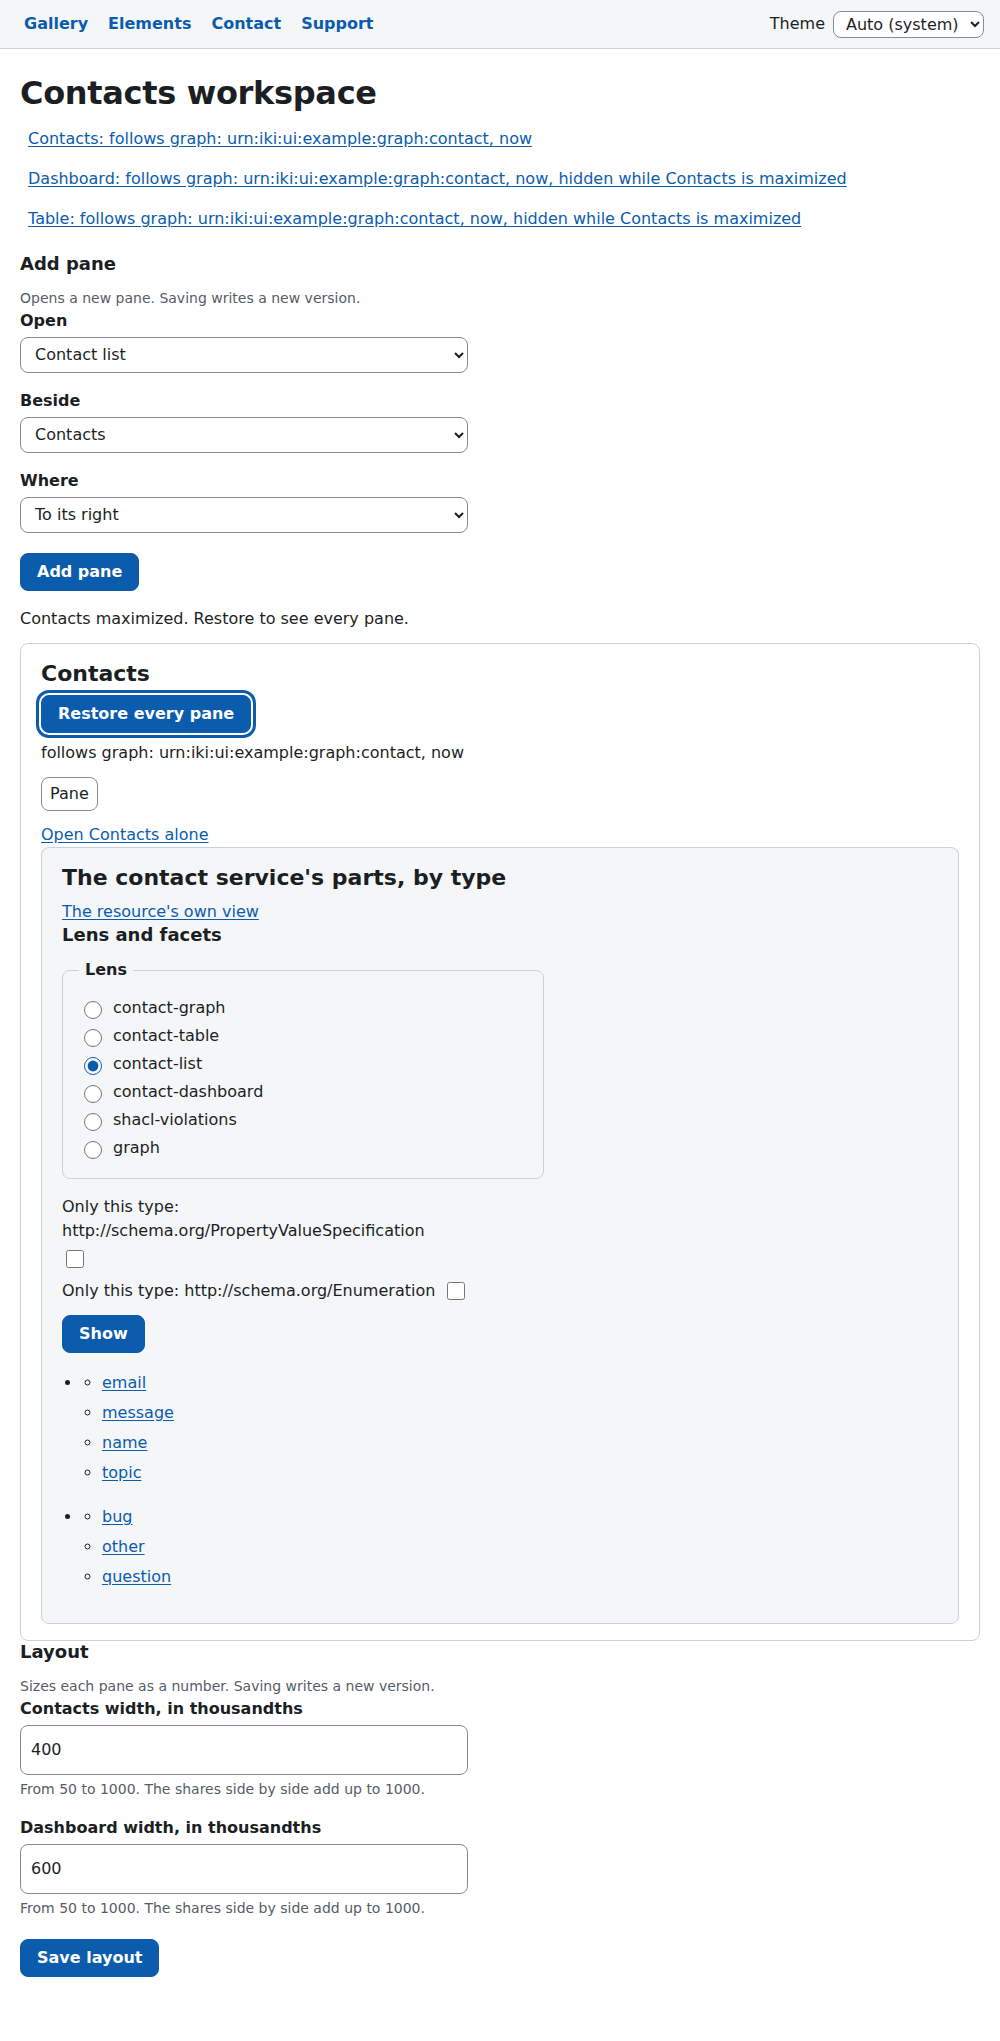 Gallery Elements Contact Support Theme Auto (system)
Contacts workspace
Contacts: follows graph: urn:iki:ui:example:graph:contact, now
Dashboard: follows graph: urn:iki:ui:example:graph:contact, now, hidden while Contacts is maximized
Table: follows graph: urn:iki:ui:example:graph:contact, now, hidden while Contacts is maximized
Add pane
Opens a new pane. Saving writes a new version.
Open
Contact list
Beside
Contacts
Where
To its right
Add pane
Contacts maximized. Restore to see every pane.
Contacts
Restore every pane
follows graph: urn:iki:ui:example:graph:contact, now
Pane
Open Contacts alone
The contact service's parts, by type
The resource's own view
Lens and facets
Lens
contact-graph
contact-table
contact-list
contact-dashboard
shacl-violations
graph
Only this type:
http://schema.org/PropertyValueSpecification
Only this type: http://schema.org/Enumeration
Show
email
message
name
topic
bug
other
question
Layout
Sizes each pane as a number. Saving writes a new version.
Contacts width, in thousandths
400
From 50 to 1000. The shares side by side add up to 1000.
Dashboard width, in thousandths
600
From 50 to 1000. The shares side by side add up to 1000.
Save layout